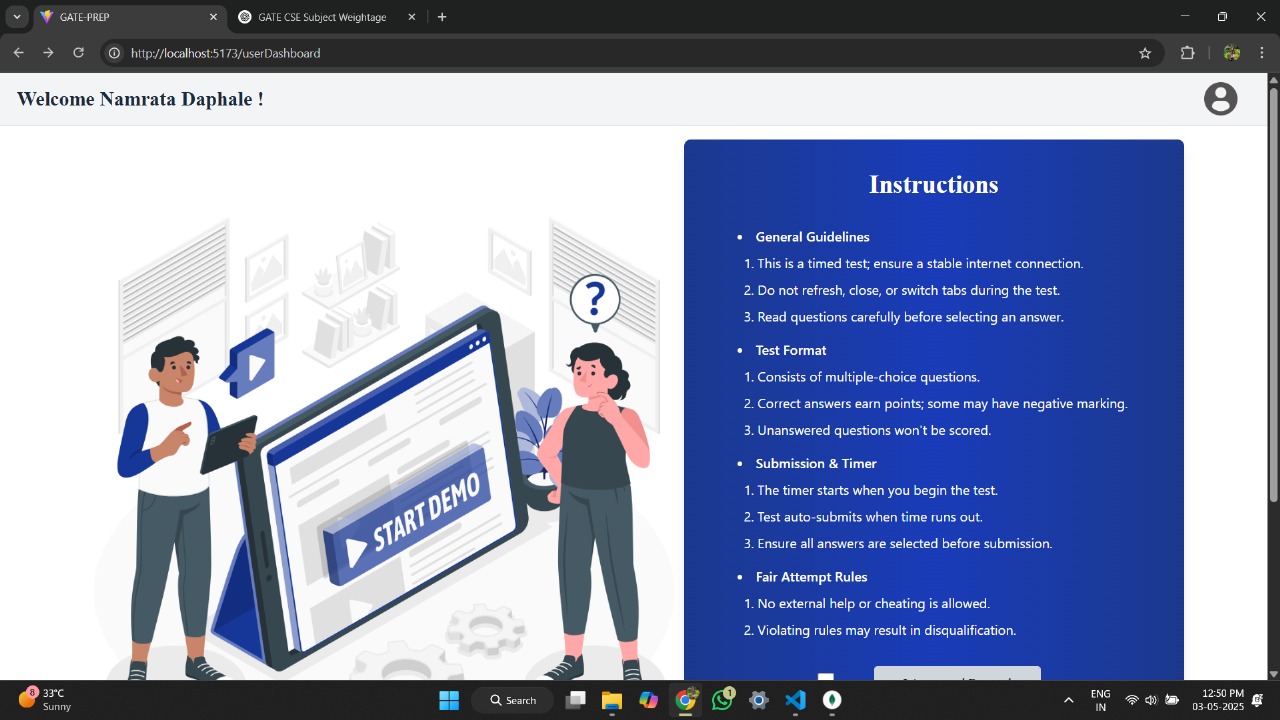 GATE-PREP
GATE CSE Subject Weightage
http://localhost:5173/userDashboard
Welcome Namrata Daphale !
Instructions
• General Guidelines
1. This is a timed test; ensure a stable internet connection.
2. Do not refresh, close, or switch tabs during the test.
3. Read questions carefully before selecting an answer.
• Test Format
1. Consists of multiple-choice questions.
2. Correct answers earn points; some may have negative marking.
3. Unanswered questions won't be scored.
• Submission & Timer
1. The timer starts when you begin the test.
2. Test auto-submits when time runs out.
3. Ensure all answers are selected before submission.
• Fair Attempt Rules
1. No external help or cheating is allowed.
2. Violating rules may result in disqualification.
?
START DEMO
8
33°C
Sunny
Search
1
ENG
IN
12:50 PM
03-05-2025